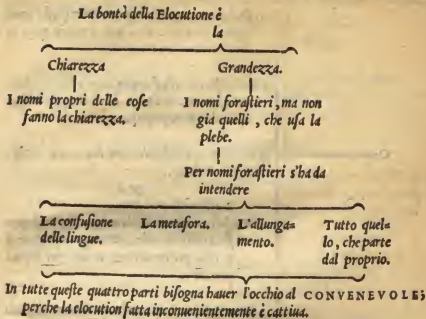 La bontà della Elocutione è
la
Chiarezza
Grandezza.
I nomi propri delle cose
fanno la chiarezza.
I nomi forastieri, ma non
gia quelli, che usa la
plebe.
Per nomi forastieri s'ha da
intendere
La confusione
delle lingue.
La metafora.
L'allunga=
mento.
Tutto quel=
lo, che parte
dal proprio.
In tutte queste quattro parti bisogna hauer l'occhio al CONVENEVOLE;
perche la elocution fatta inconuenientemente è cattiua.